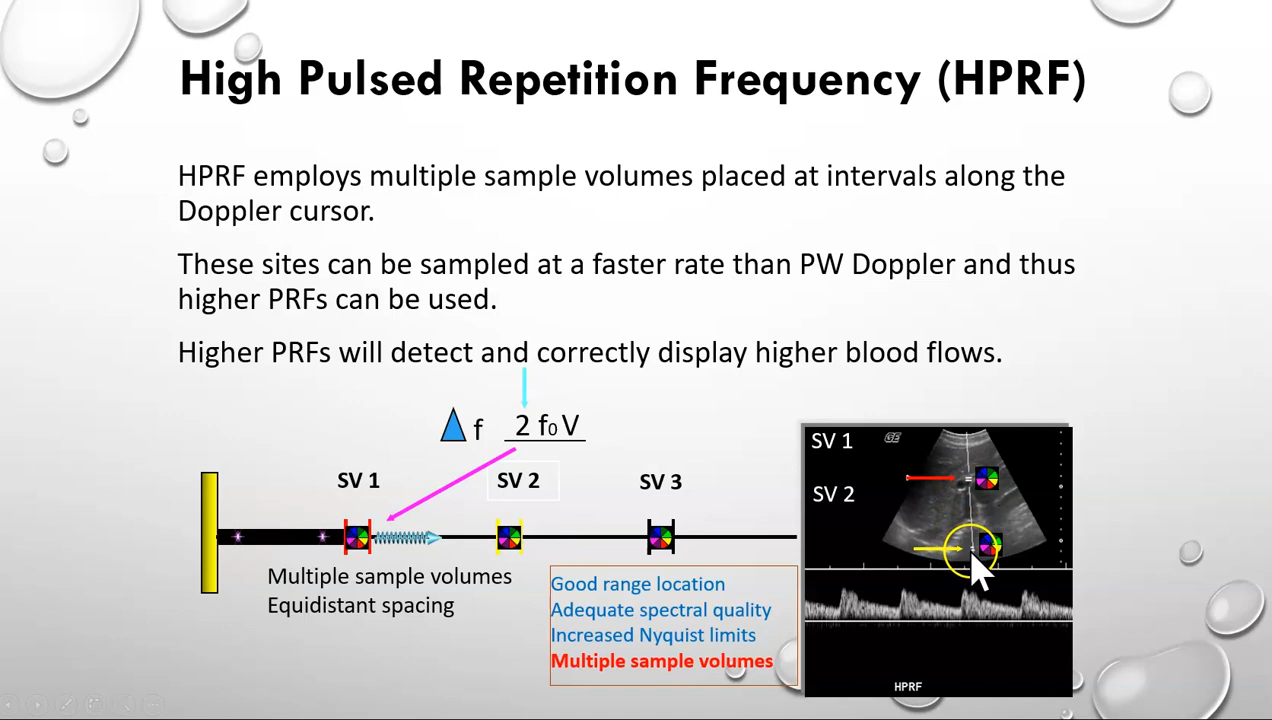 High Pulsed Repetition Frequency (HPRF)
HPRF employs multiple sample volumes placed at intervals along the
Doppler cursor.
These sites can be sampled at a faster rate than PW Doppler and thus
higher PRFs can be used.
Higher PRFs will detect and correctly display higher blood flows.
f 2 f₀ V
SV 1 SV 2 SV 3
Multiple sample volumes
Equidistant spacing
Good range location
Adequate spectral quality
Increased Nyquist limits
Multiple sample volumes
SV 1
GE
SV 2
HPRF